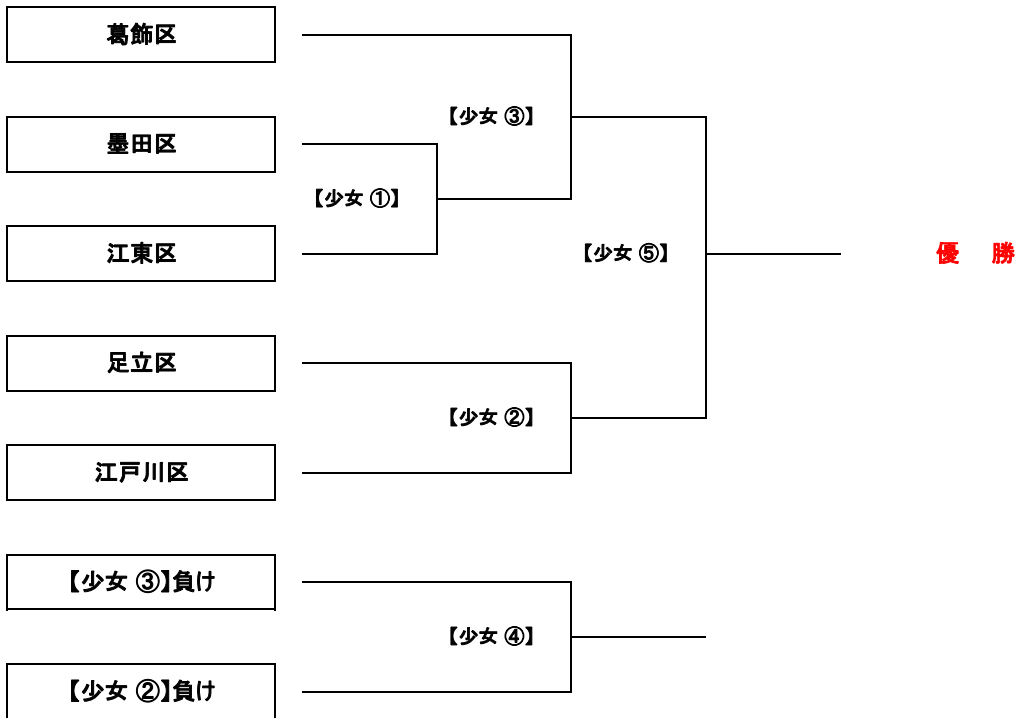 葛飾区
【少女 ③】
墨田区
【少女 ①】
江東区
【少女 ⑤】
優 勝
足立区
【少女 ②】
江戸川区
【少女 ③】負け
【少女 ④】
【少女 ②】負け